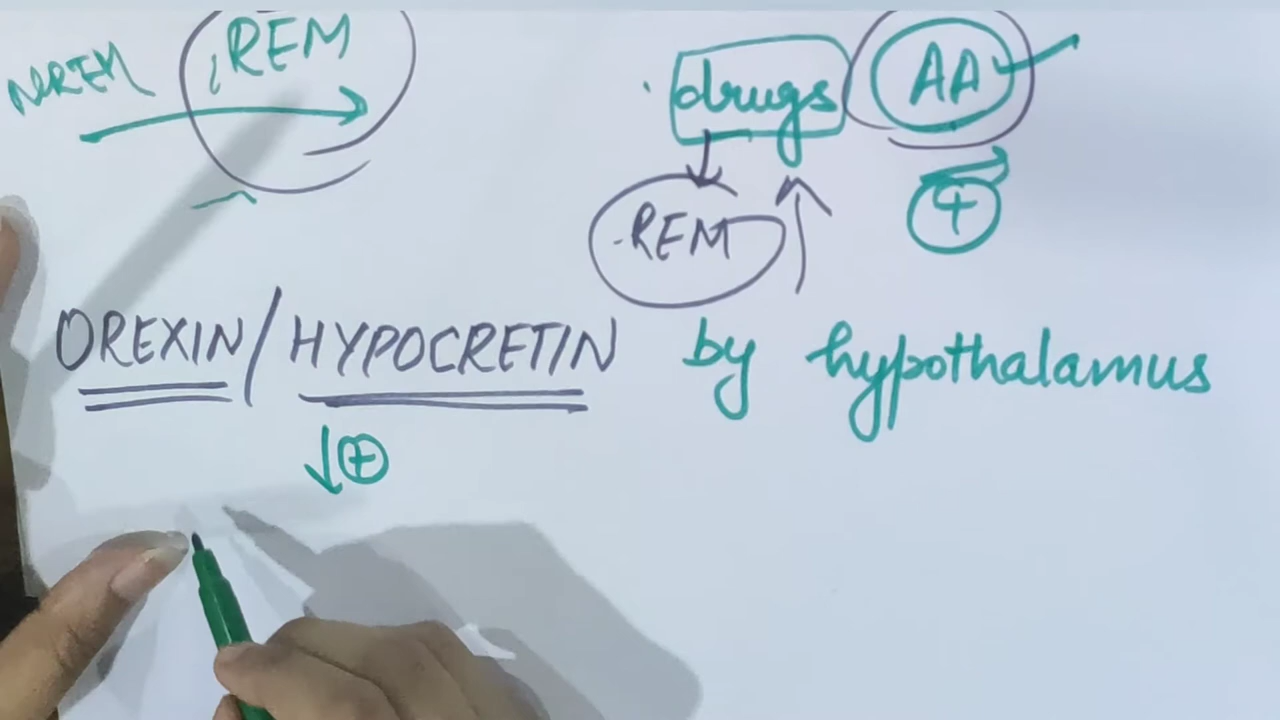 NREM REM
drugs AA
+
REM
OREXIN/HYPOCRETIN by hypothalamus
+